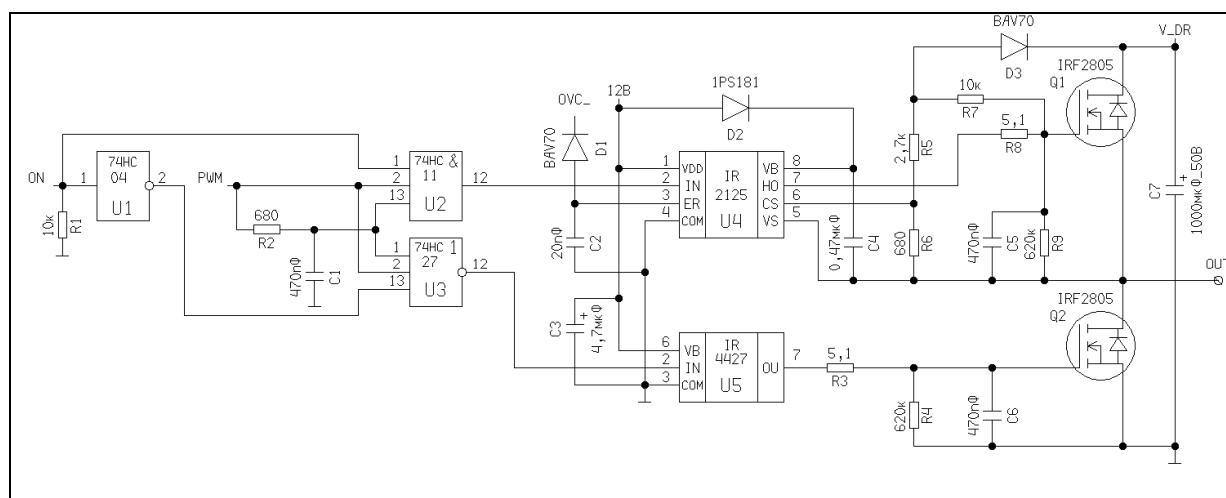 BAV70
D3
V_DR
IRF2805
Q1
10к
R7
5,1
R8
2,7к
R5
12В
1PS181
D2
OVC_
BAV70
D1
ON
1
74HC
04
2
U1
10к
R1
PWM
680
R2
470пФ
C1
1
2
13
74HC &
11
12
U2
1
2
13
74HC 1
27
12
U3
1
2
3
4
VDD
IN
ER
COM
IR
2125
U4
VB
HO
CS
VS
8
7
6
5
20пФ
C2
0,47мкФ
C4
680
R6
470пФ
C5
620к
R9
C7
1000мкФ_50В
OUT
C3
4,7мкФ
6
2
3
VB
IN
COM
IR
4427
U5
OU
7
5,1
R3
620к
R4
470пФ
C6
IRF2805
Q2